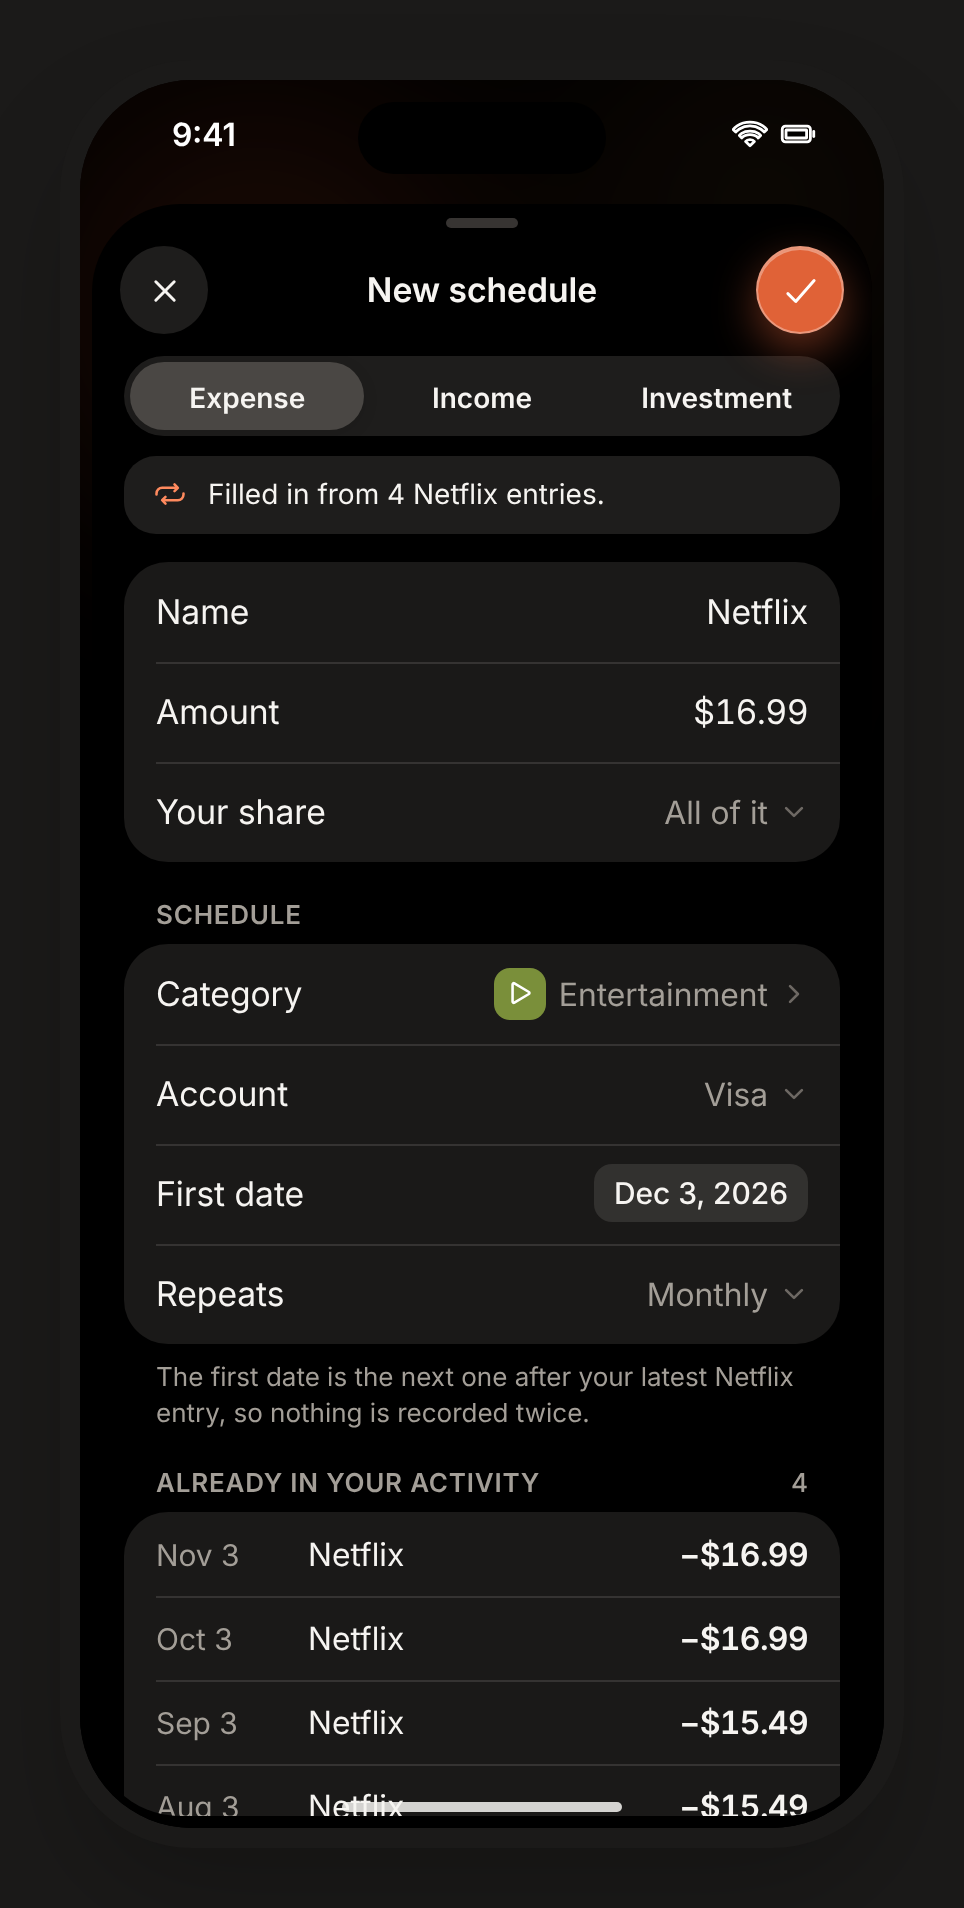 9:41
New schedule
Expense Income Investment
Filled in from 4 Netflix entries.
Name Netflix
Amount $16.99
Your share All of it
SCHEDULE
Category Entertainment
Account Visa
First date Dec 3, 2026
Repeats Monthly
The first date is the next one after your latest Netflix
entry, so nothing is recorded twice.
ALREADY IN YOUR ACTIVITY 4
Nov 3 Netflix −$16.99
Oct 3 Netflix −$16.99
Sep 3 Netflix −$15.49
Aug 3 Netflix −$15.49